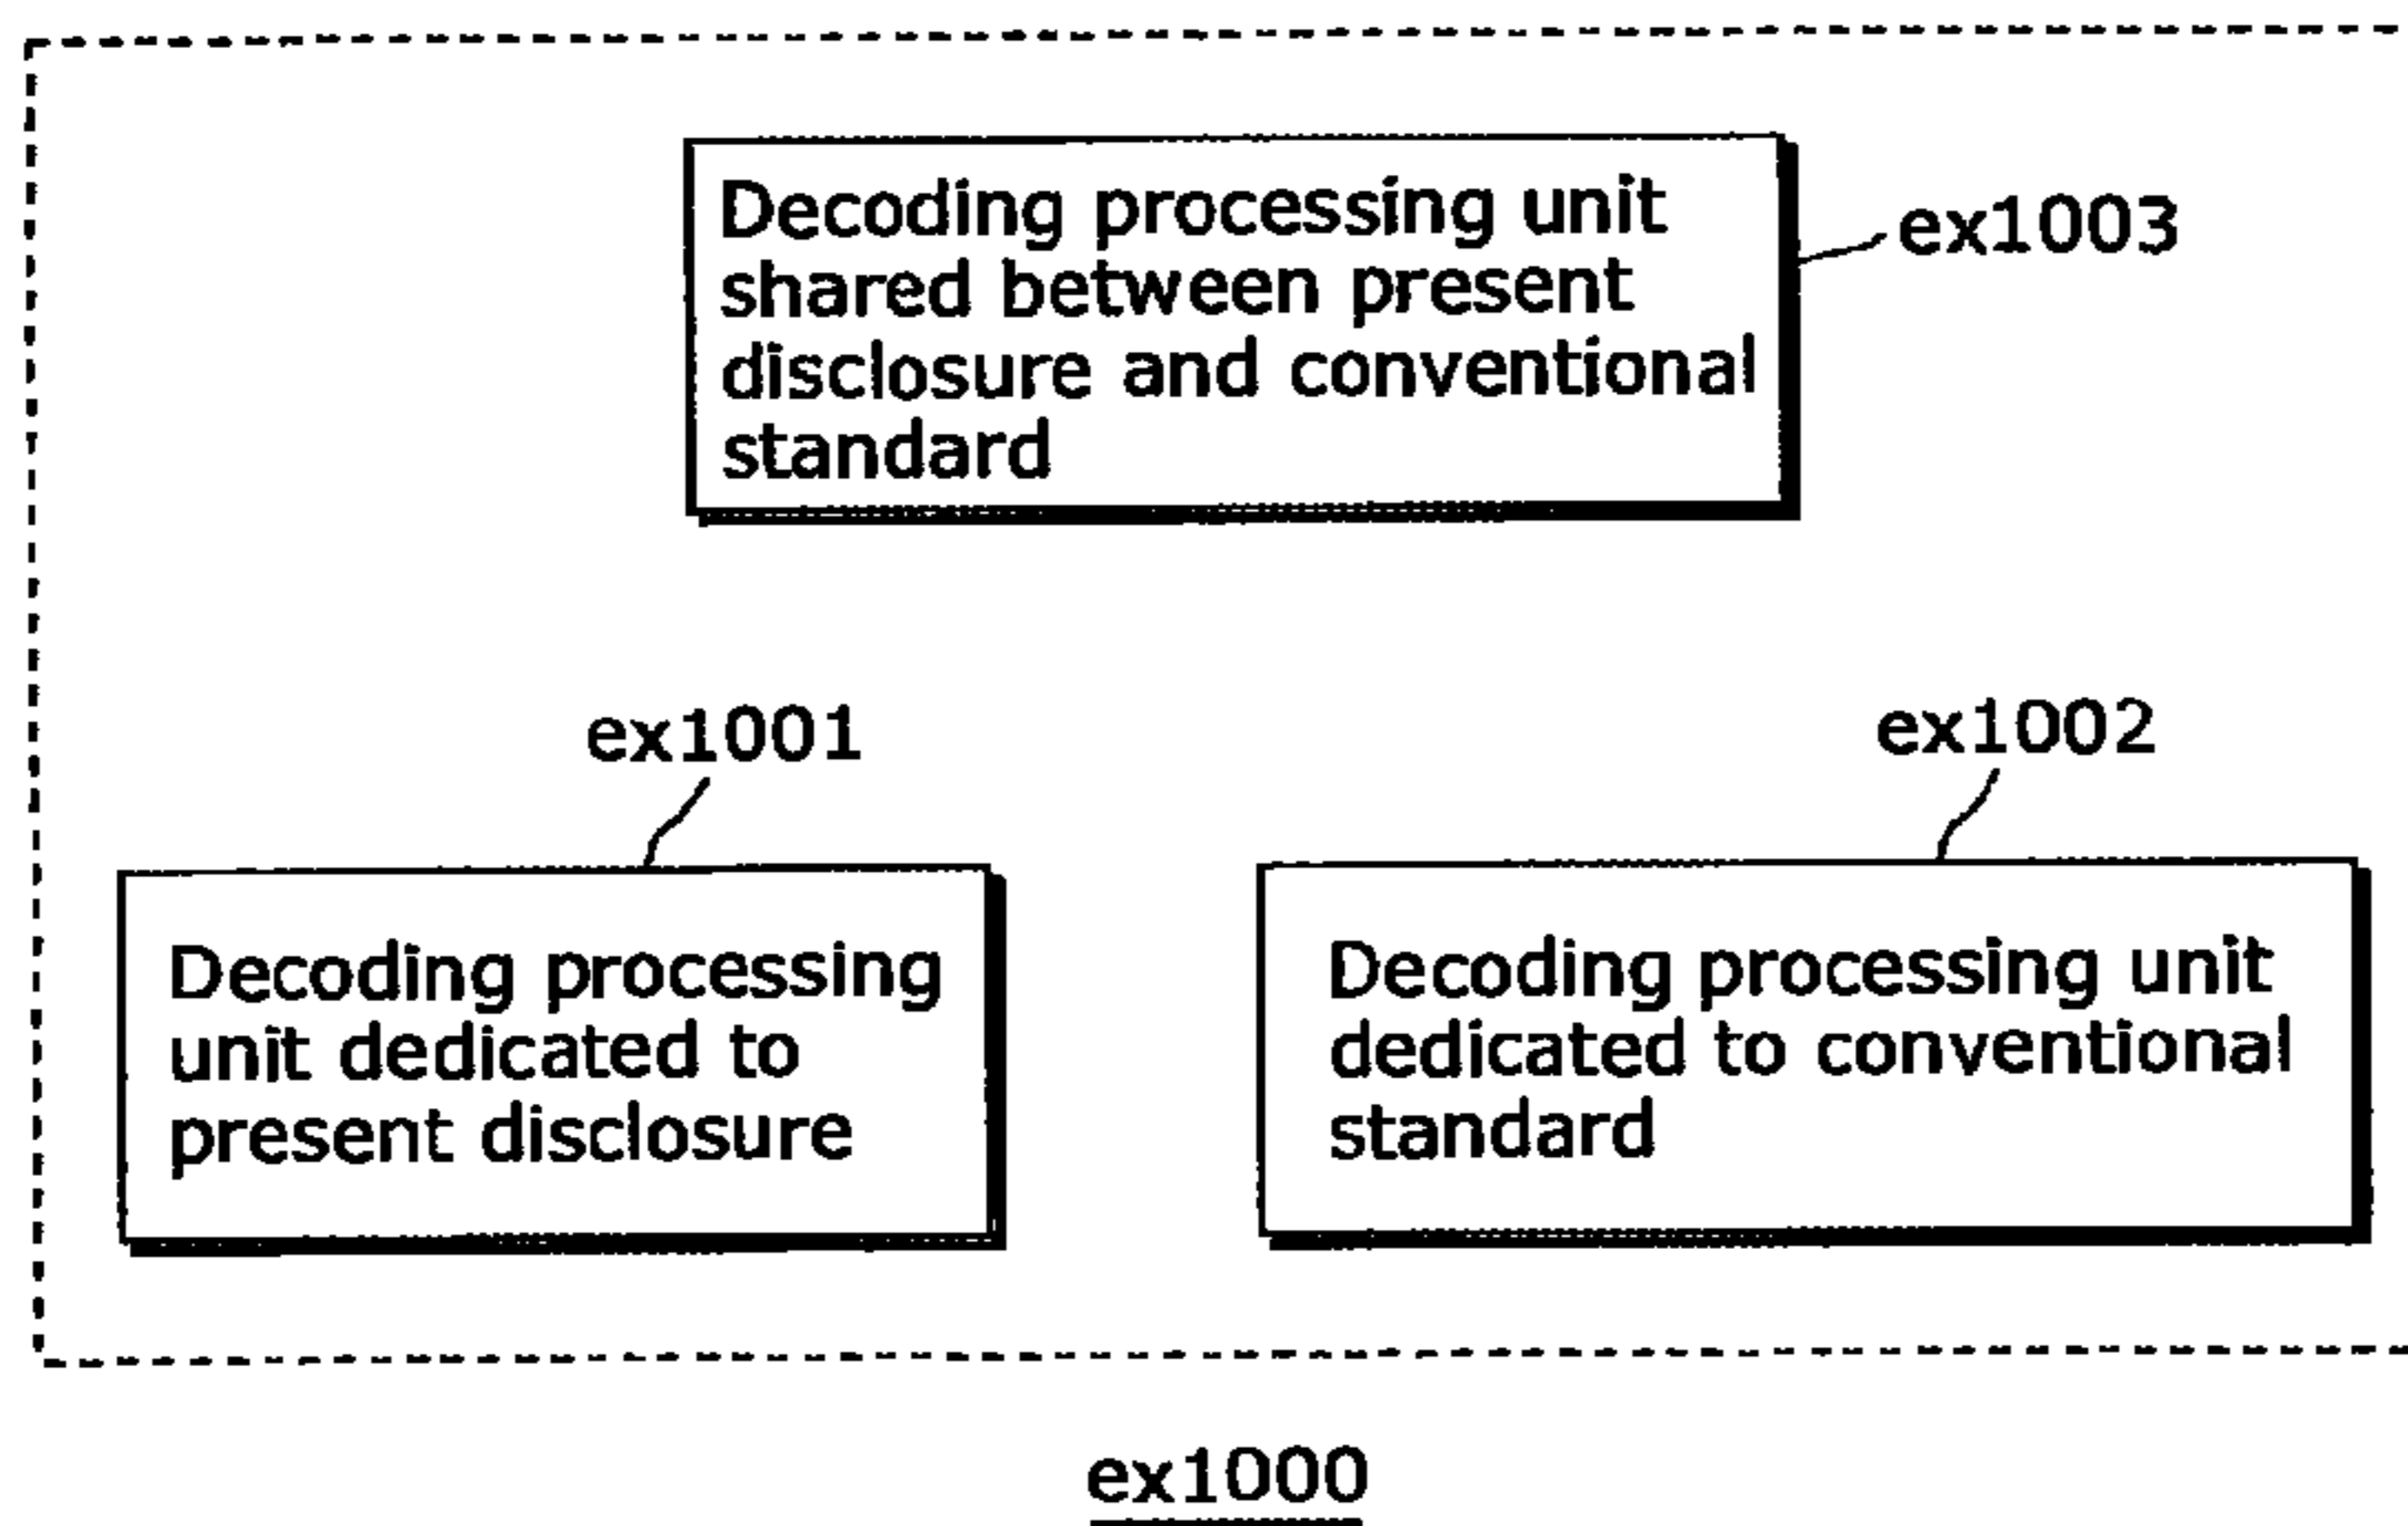 Decoding processing unit
shared between present
disclosure and conventional
standard
ex1003
ex1001
ex1002
Decoding processing
unit dedicated to
present disclosure
Decoding processing unit
dedicated to conventional
standard
ex1000